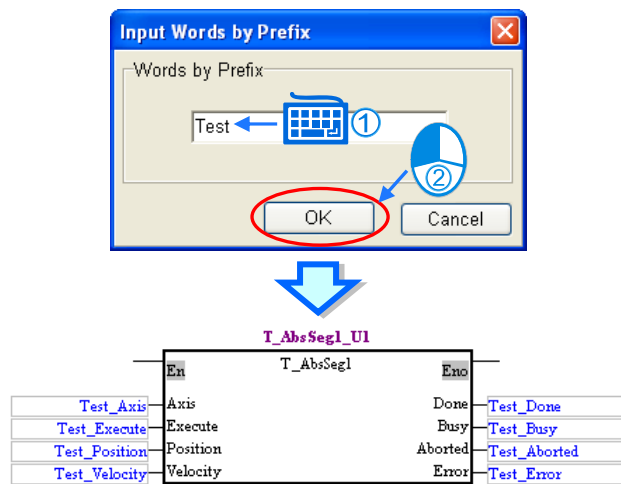 Input Words by Prefix
Words by Prefix
Test
①
②
OK Cancel
T_AbsSeg1_U1
T_AbsSeg1
En Eno
Test_Axis Axis Done Test_Done
Test_Execute Execute Busy Test_Busy
Test_Position Position Aborted Test_Aborted
Test_Velocity Velocity Error Test_Error